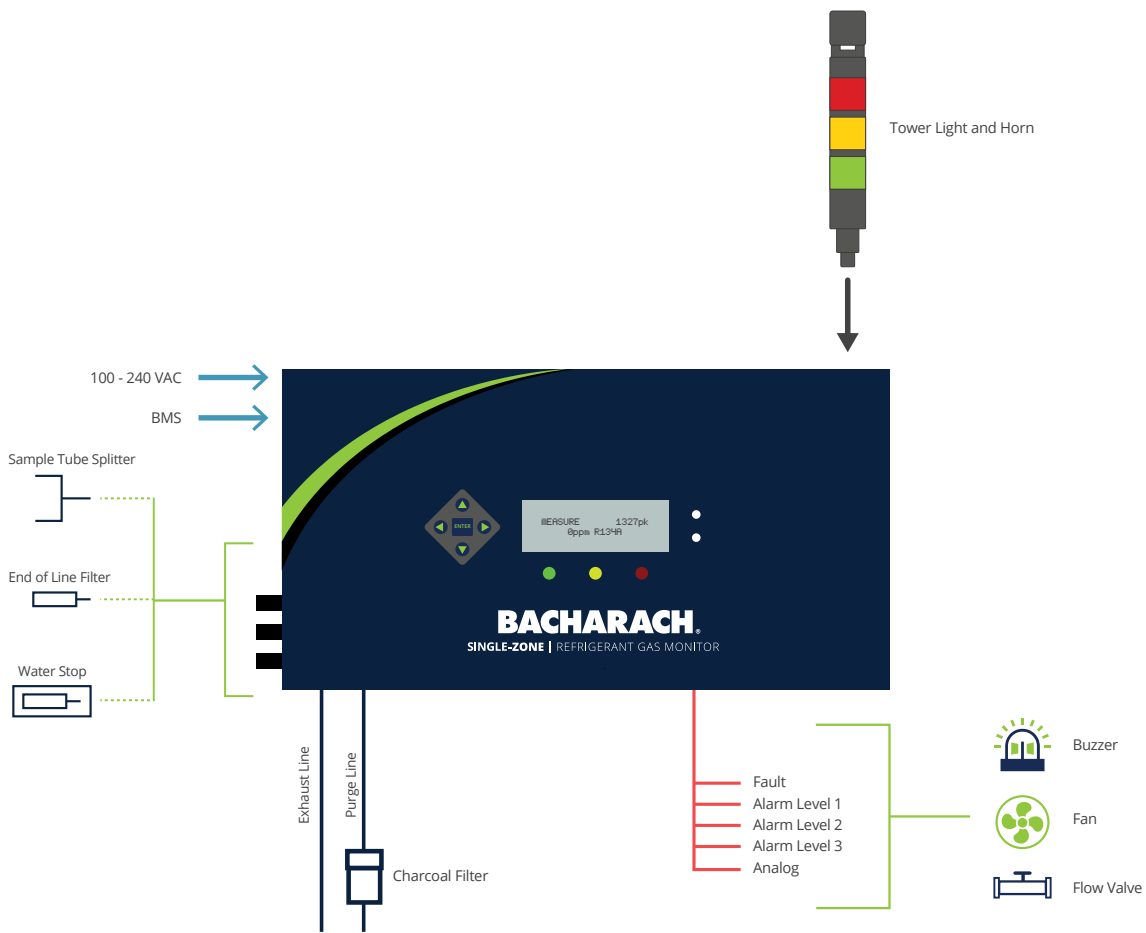 Tower Light and Horn
100 - 240 VAC
BMS
Sample Tube Splitter
End of Line Filter
Water Stop
ENTER
MEASURE 1327pk
0ppm R134A
BACHARACH®
SINGLE-ZONE | REFRIGERANT GAS MONITOR
Exhaust Line
Purge Line
Charcoal Filter
Fault
Alarm Level 1
Alarm Level 2
Alarm Level 3
Analog
Buzzer
Fan
Flow Valve